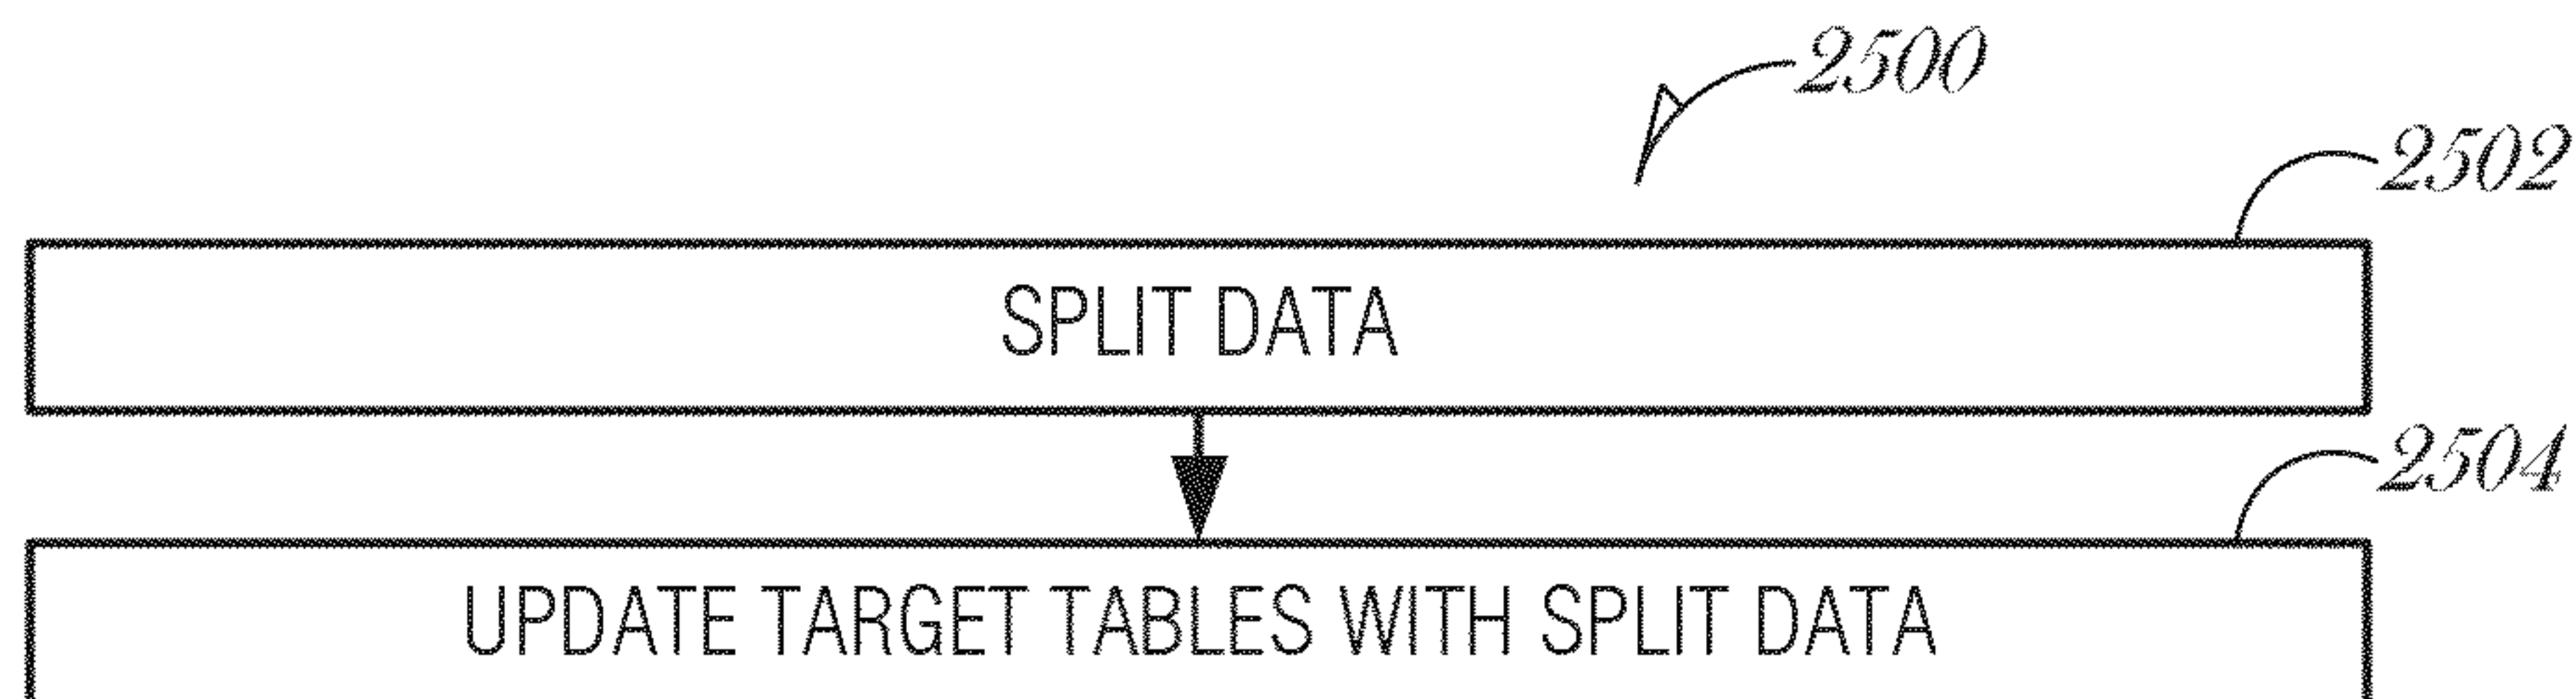 2500
2502
SPLIT DATA
2504
UPDATE TARGET TABLES WITH SPLIT DATA